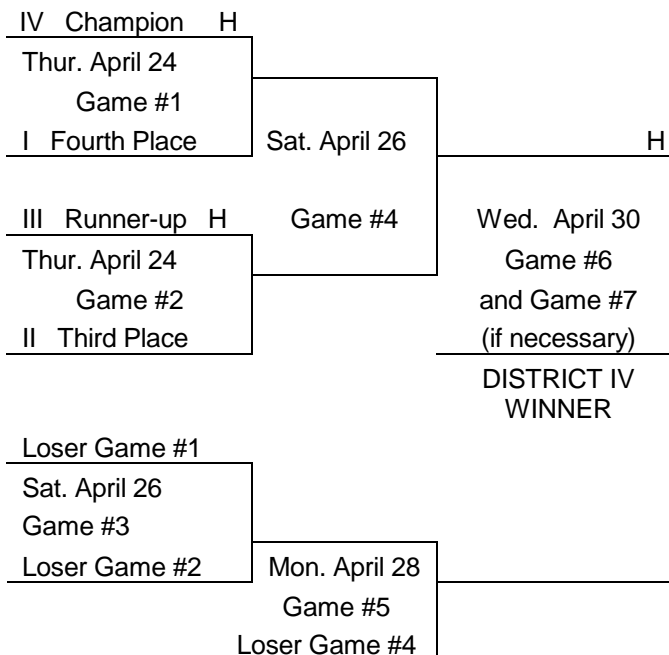 IV Champion H
Thur. April 24
Game #1
I Fourth Place
Sat. April 26
H
III Runner-up H
Game #4
Wed. April 30
Thur. April 24
Game #6
Game #2
and Game #7
II Third Place
(if necessary)
DISTRICT IV
WINNER
Loser Game #1
Sat. April 26
Game #3
Loser Game #2
Mon. April 28
Game #5
Loser Game #4